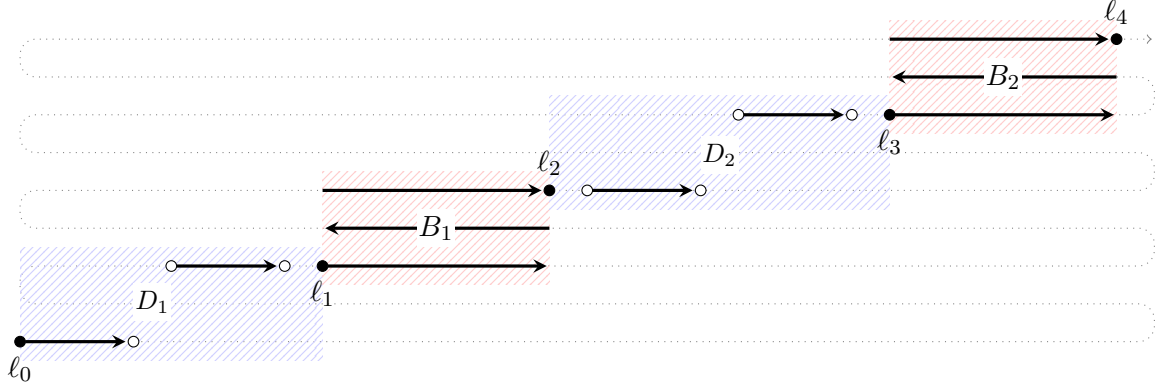 ℓ₄
B₂
ℓ₃
D₂
ℓ₂
B₁
ℓ₁
D₁
ℓ₀